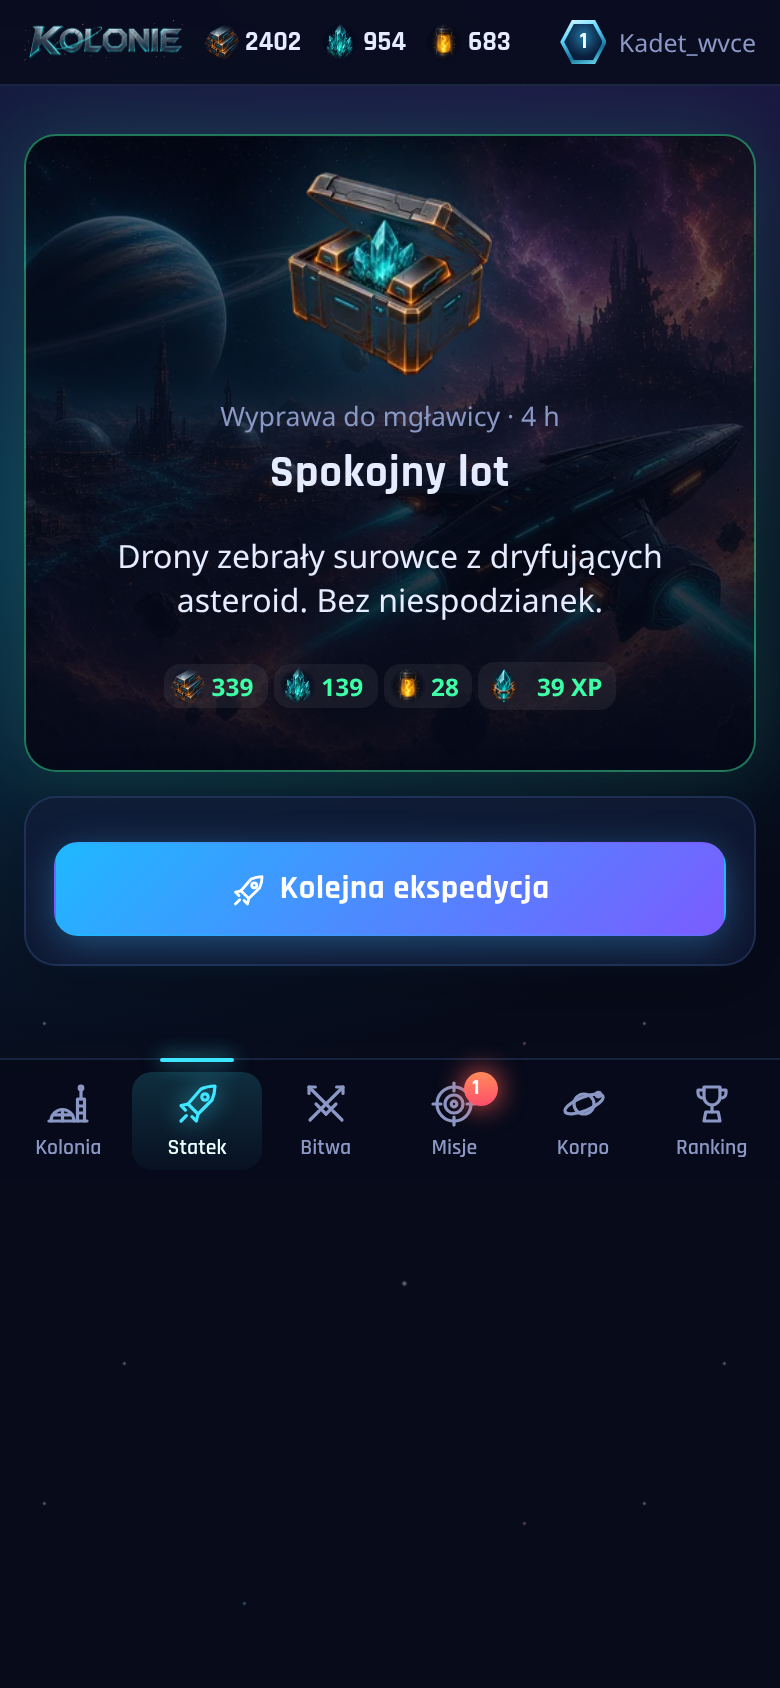 KOLONIE 2402 954 683 1 Kadet_wvce
Wyprawa do mgławicy · 4 h
Spokojny lot
Drony zebrały surowce z dryfujących
asteroid. Bez niespodzianek.
339 139 28 39 XP
Kolejna ekspedycja
1
Kolonia Statek Bitwa Misje Korpo Ranking